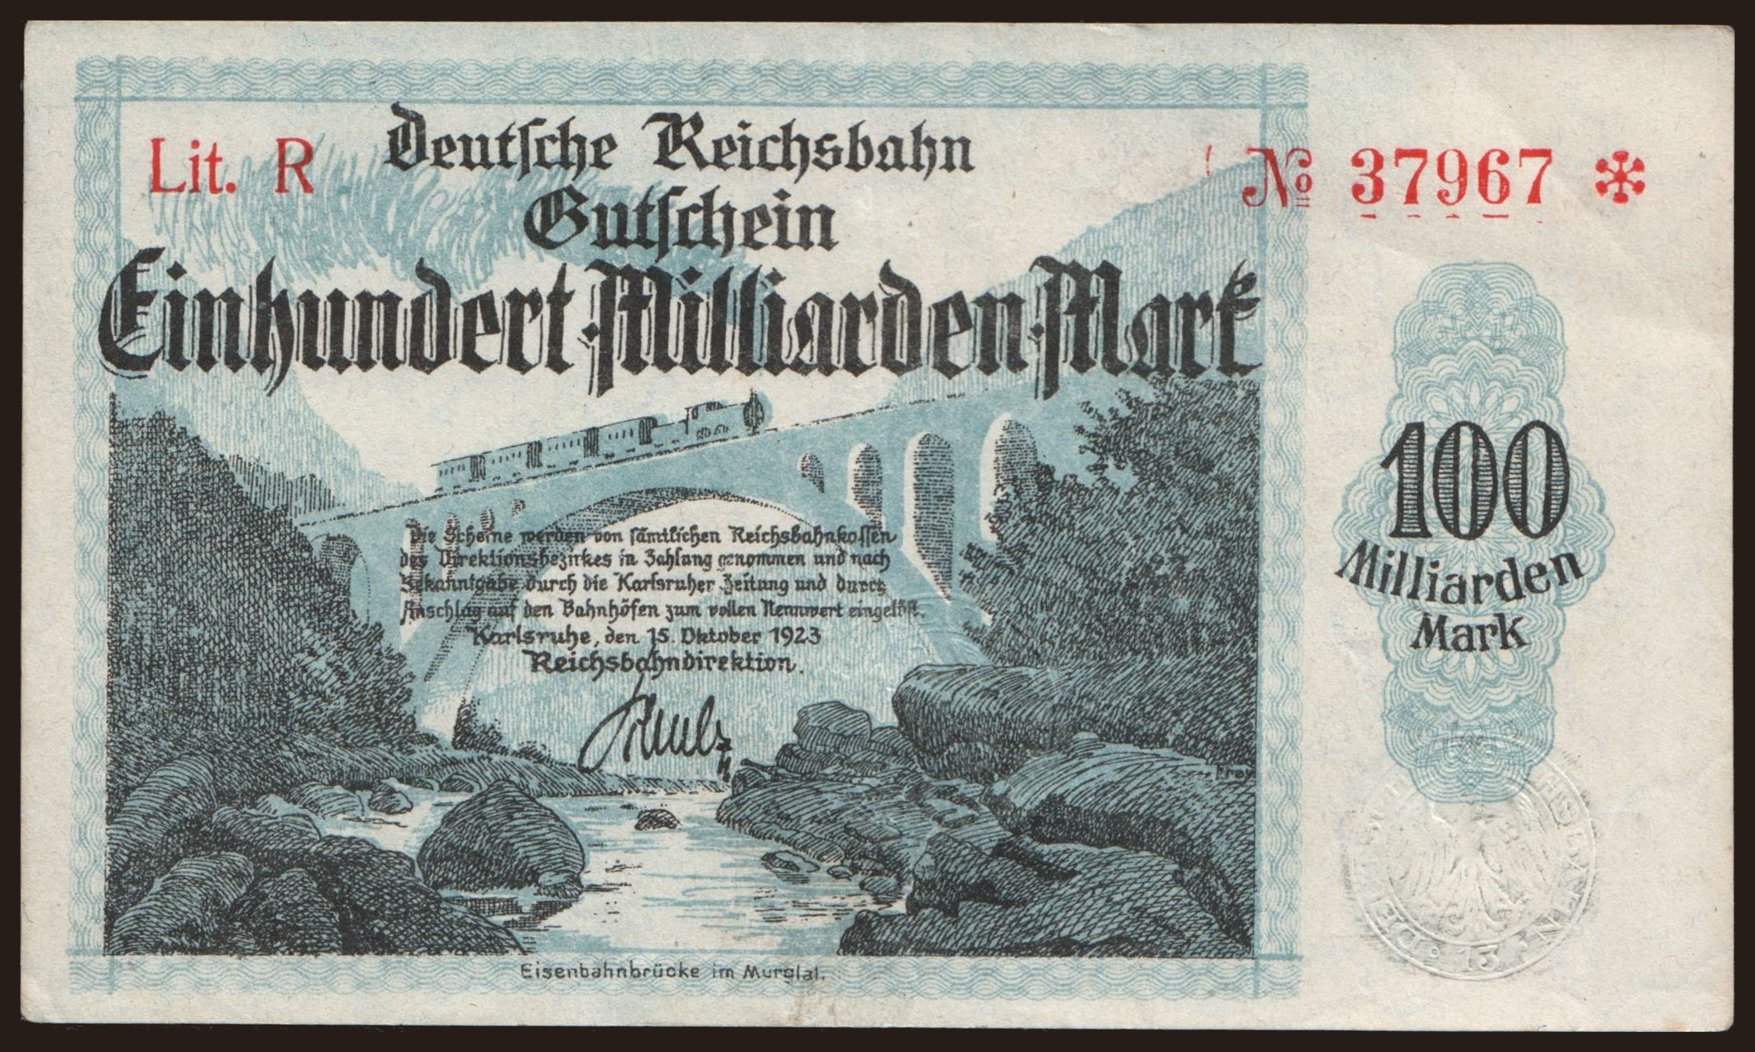 Lit. R
Deutsche Reichsbahn
№ 37967 *
Gutschein
Einhundert-Milliarden-Mark
Die Scheine werden von sämtlichen Reichsbahnkassen
des Direktionsbezirkes in Zahlung genommen und nach
Bekanntgabe durch die Karlsruher Zeitung und durch
Anschlag auf den Bahnhöfen zum vollen Nennwert eingelöst.
Karlsruhe, den 15. Oktober 1923
Reichsbahndirektion.
100
Milliarden
Mark
Eisenbahnbrücke im Murgtal.